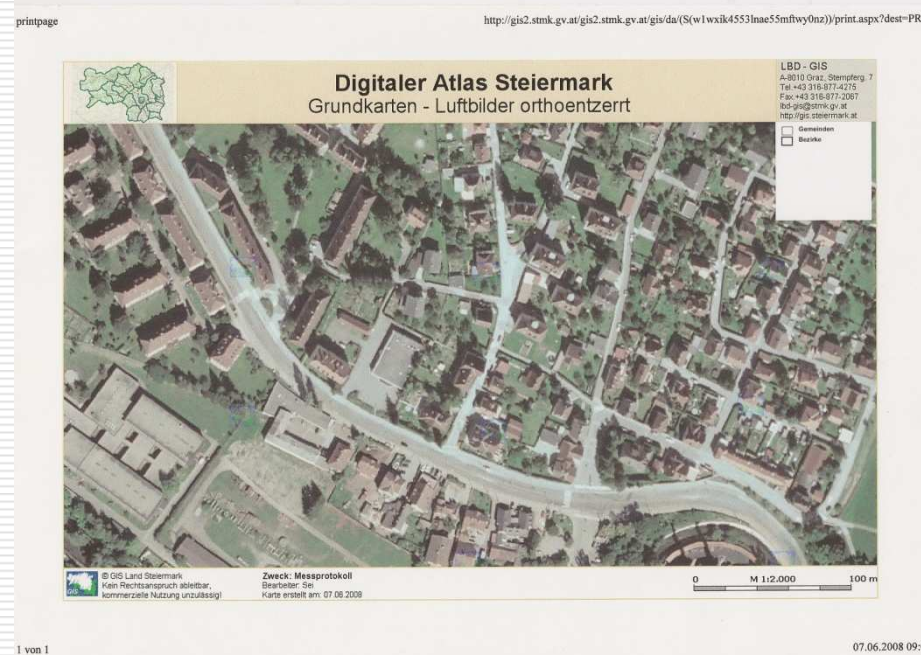 printpage
http://gis2.stmk.gv.at/gis2.stmk.gv.at/gis/da/(S(w1wxik4553lnae55mftwy0nz))/print.aspx?dest=PR
Digitaler Atlas Steiermark
Grundkarten - Luftbilder orthoentzerrt
LBD - GIS
A-8010 Graz, Stempferg. 7
Tel.+43 316-877-4275
Fax.+43 316-877-2067
lbd-gis@stmk.gv.at
http://gis.steiermark.at
Gemeinden
Bezirke
GIS
© GIS Land Steiermark
Kein Rechtsanspruch ableitbar,
kommerzielle Nutzung unzulässig!
Zweck: Messprotokoll
Bearbeiter: Sei
Karte erstellt am: 07.06.2008
0 M 1:2.000 100 m
1 von 1
07.06.2008 09: